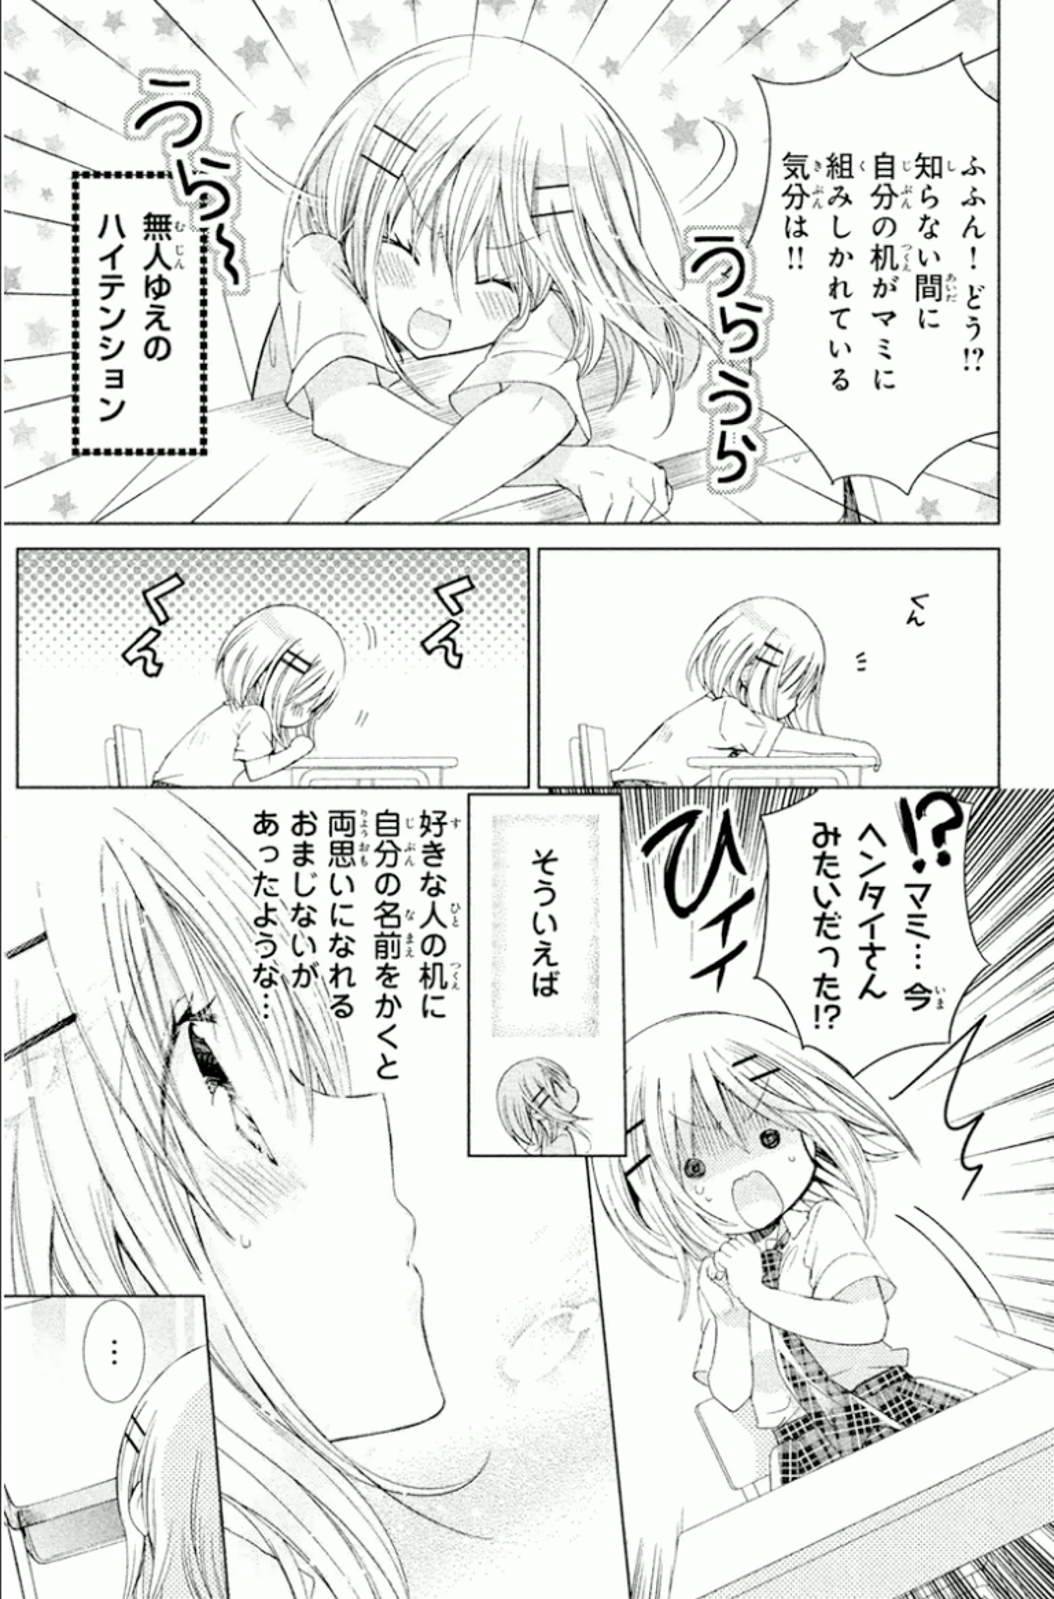 ふふん！どう!?
知らない間に
自分の机がマミに
組みしかれている
気分は!!
うらうら
うらうら〜
無人ゆえの
ハイテンション
くん
くん
くん
!?
マミ…今
ヘンタイさん
みたいだった!?
ひィィ
そういえば
好きな人の机に
自分の名前をかくと
両思いになれる
おまじないが
あったような…
…